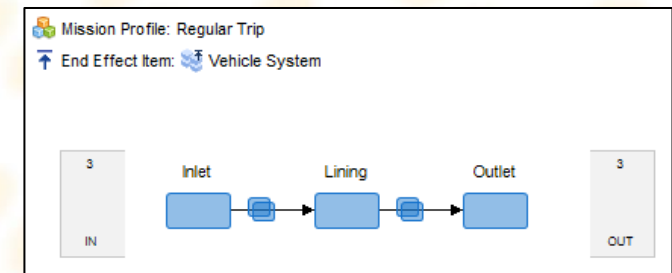 Mission Profile: Regular Trip
End Effect Item: Vehicle System
3 Inlet Lining Outlet 3
IN OUT